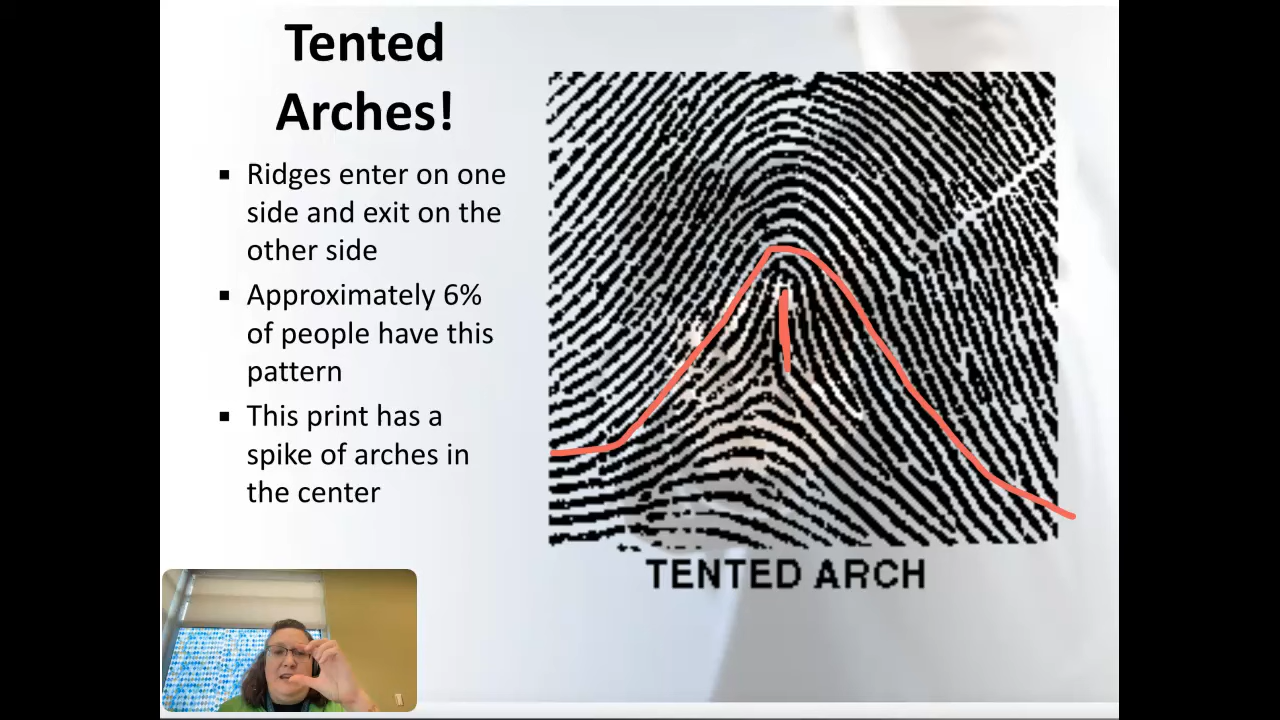 Tented
Arches!
▪ Ridges enter on one
side and exit on the
other side
▪ Approximately 6%
of people have this
pattern
▪ This print has a
spike of arches in
the center
TENTED ARCH